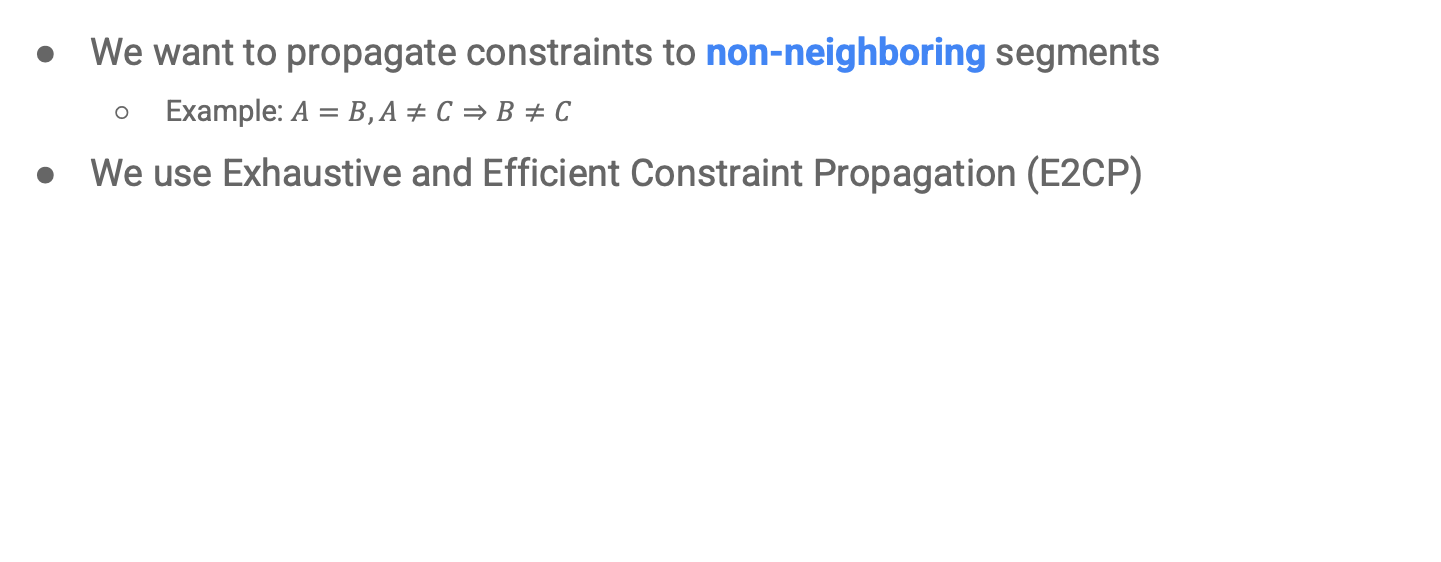 ● We want to propagate constraints to non-neighboring segments
○ Example: A = B, A ≠ C ⇒ B ≠ C
● We use Exhaustive and Efficient Constraint Propagation (E2CP)